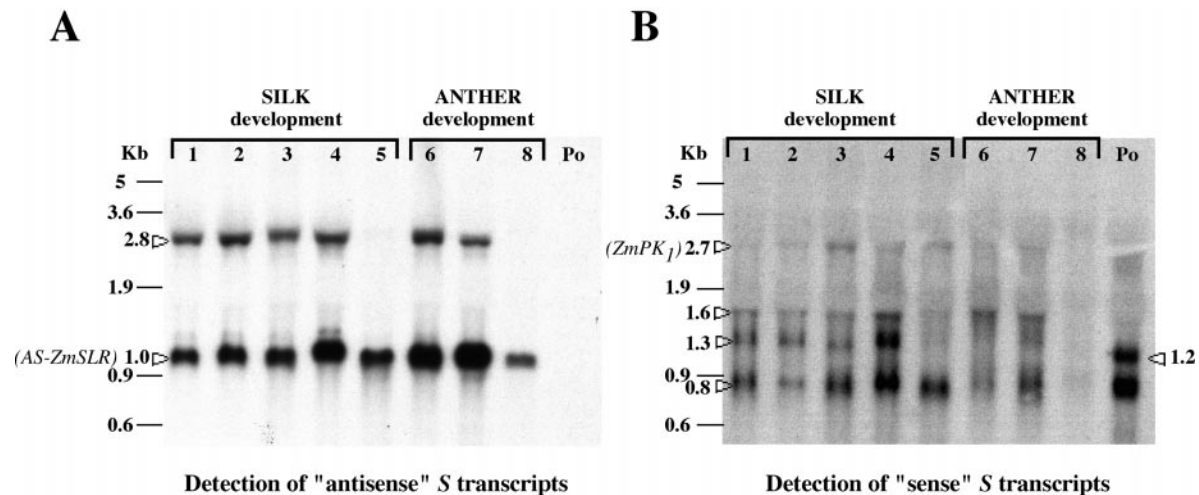 A
SILK
development
ANTHER
development
Kb
1 2 3 4 5 6 7 8 Po
5
3.6
2.8
1.9
(AS-ZmSLR) 1.0
0.9
0.6
Detection of "antisense" S transcripts
B
SILK
development
ANTHER
development
Kb
1 2 3 4 5 6 7 8 Po
5
3.6
(ZmPK1) 2.7
1.9
1.6
1.3
1.2
0.9
0.8
0.6
Detection of "sense" S transcripts